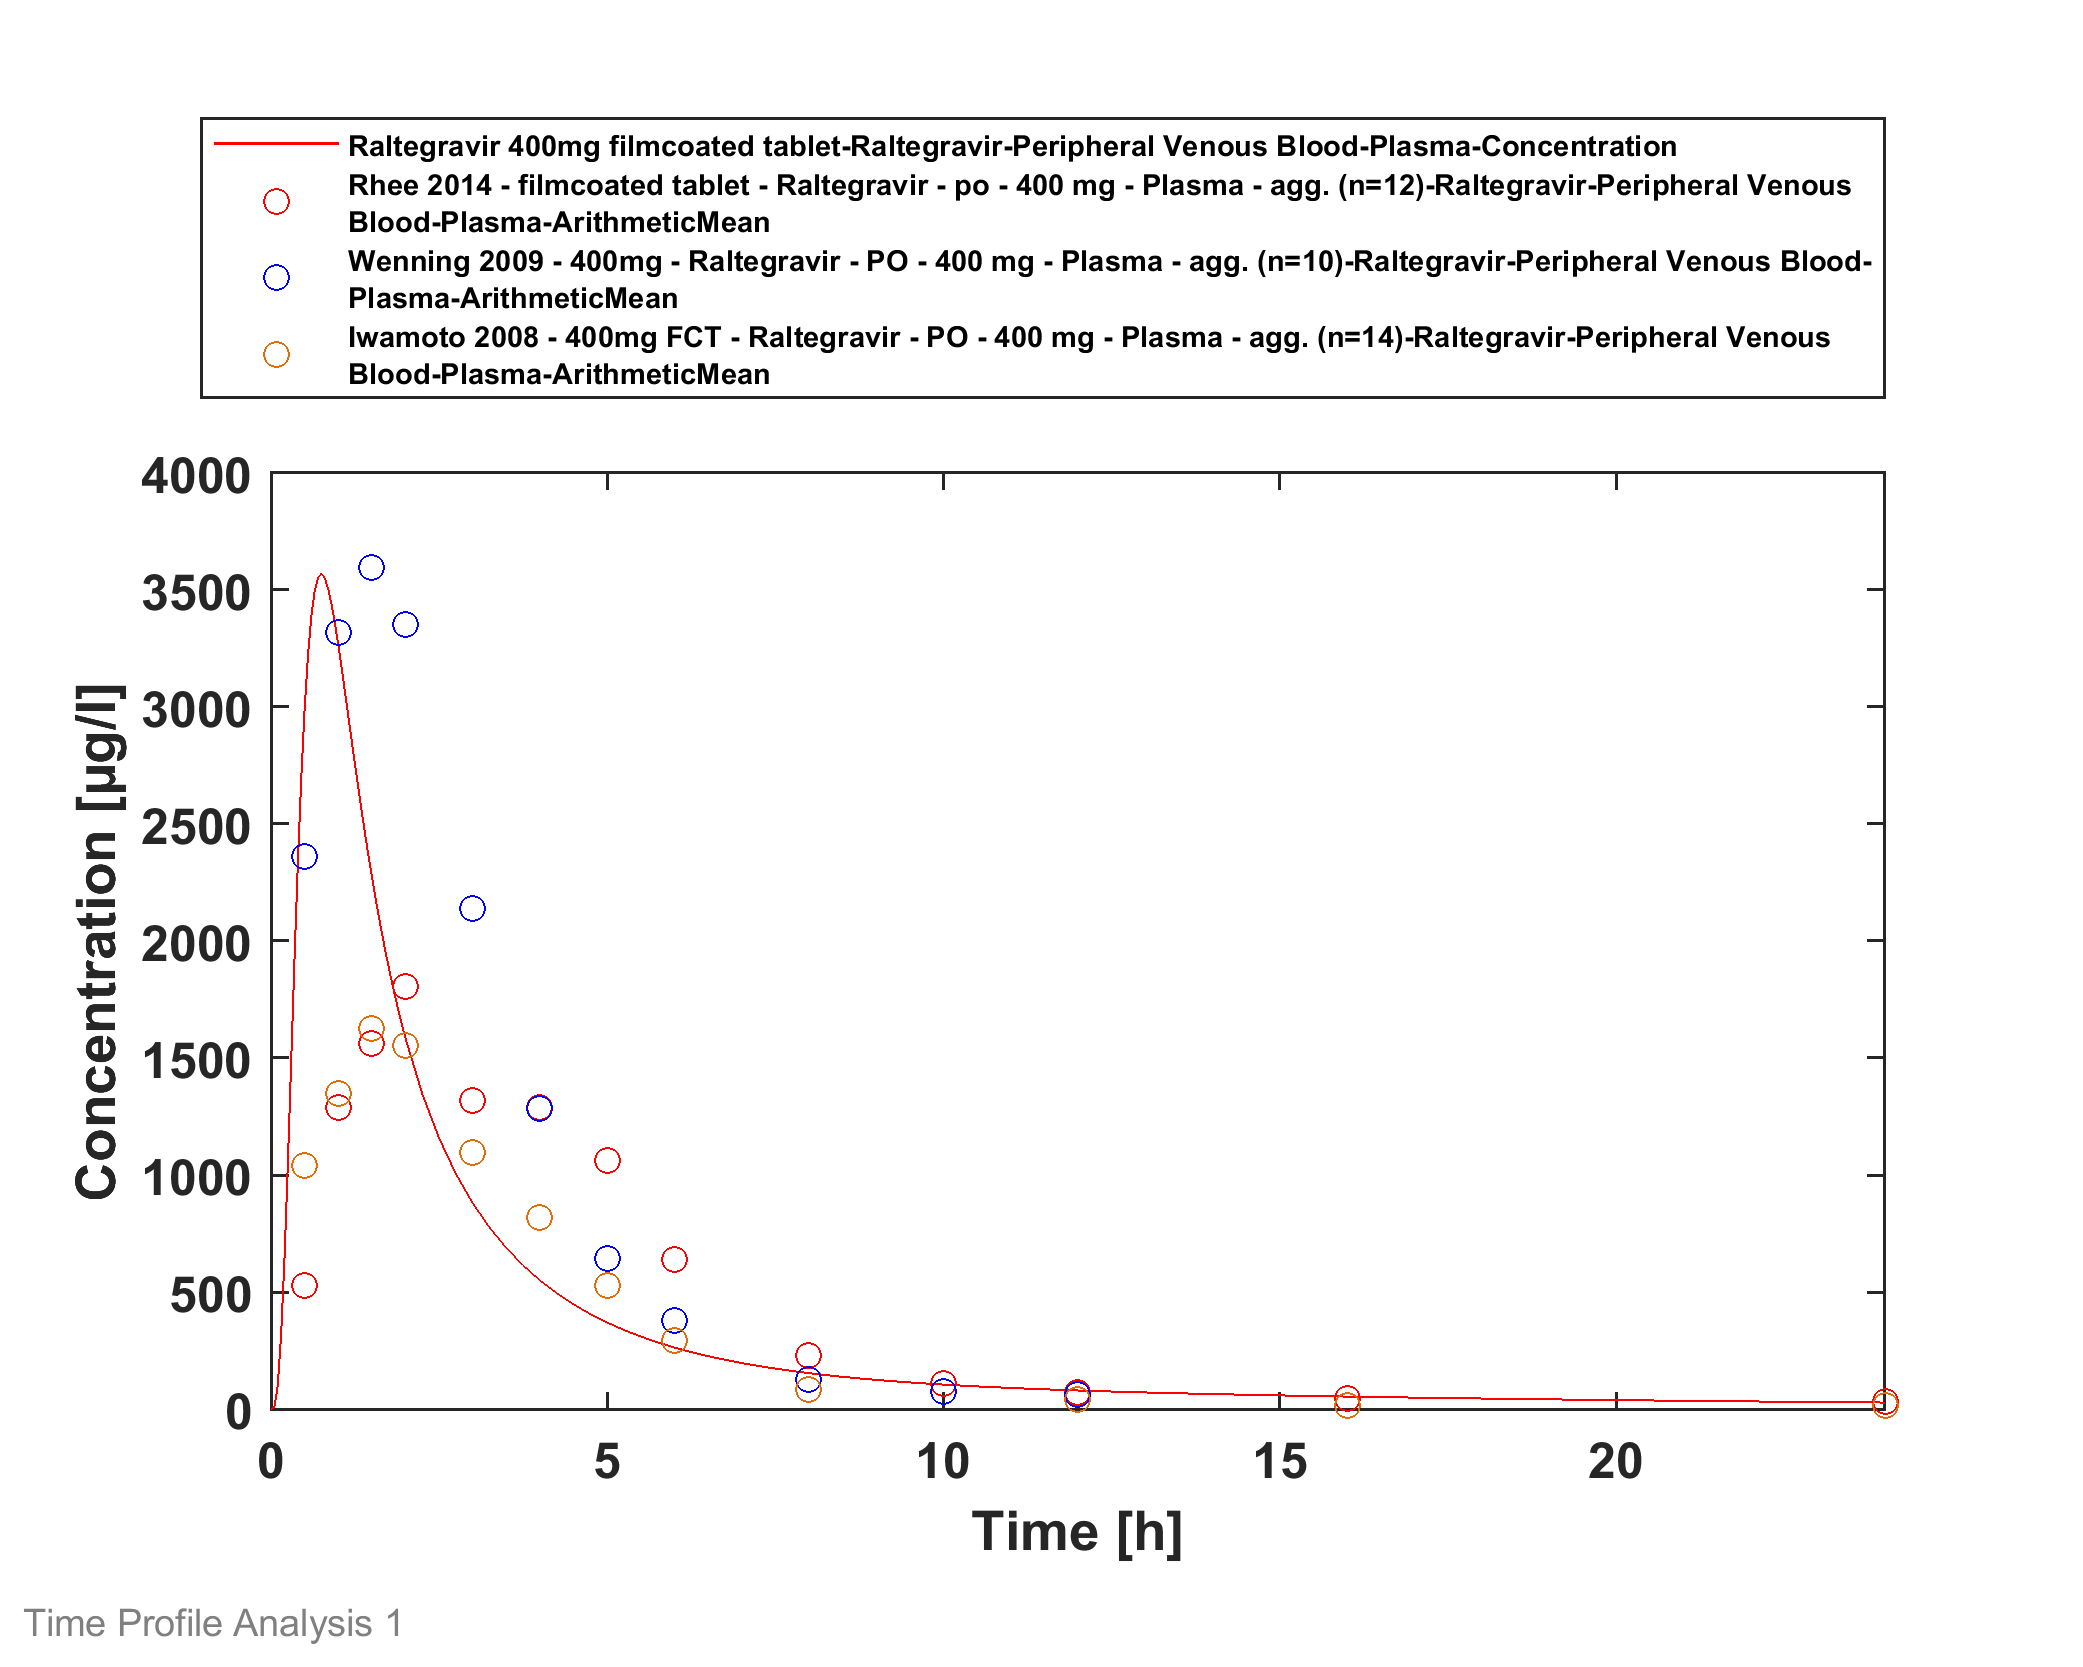 Raltegravir 400mg filmcoated tablet-Raltegravir-Peripheral Venous Blood-Plasma-Concentration
Rhee 2014 - filmcoated tablet - Raltegravir - po - 400 mg - Plasma - agg. (n=12)-Raltegravir-Peripheral Venous
Blood-Plasma-ArithmeticMean
Wenning 2009 - 400mg - Raltegravir - PO - 400 mg - Plasma - agg. (n=10)-Raltegravir-Peripheral Venous Blood-
Plasma-ArithmeticMean
Iwamoto 2008 - 400mg FCT - Raltegravir - PO - 400 mg - Plasma - agg. (n=14)-Raltegravir-Peripheral Venous
Blood-Plasma-ArithmeticMean
4000
3500
3000
2500
2000
1500
1000
500
0
Concentration [µg/l]
0 5 10 15 20
Time [h]
Time Profile Analysis 1